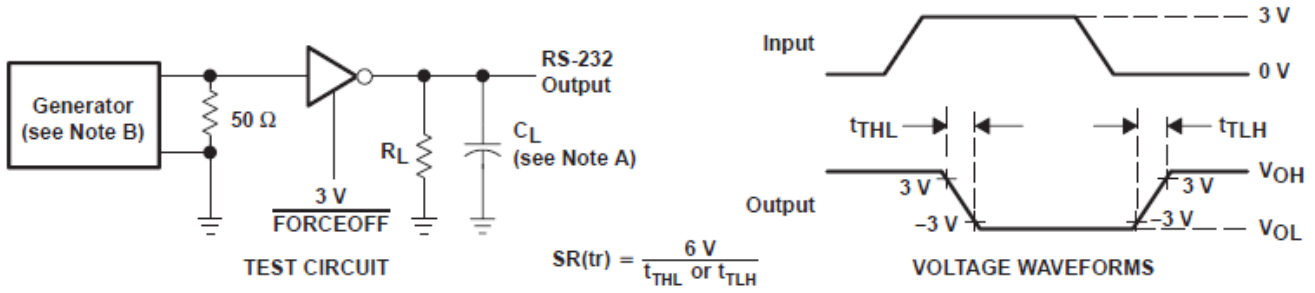 Generator
(see Note B)
50 Ω
3 V
FORCEOFF
RL
CL
(see Note A)
RS-232
Output
TEST CIRCUIT
SR(tr) = 6 V / tTHL or tTLH
Input
3 V
0 V
tTHL
tTLH
Output
3 V
–3 V
3 V
–3 V
VOH
VOL
VOLTAGE WAVEFORMS